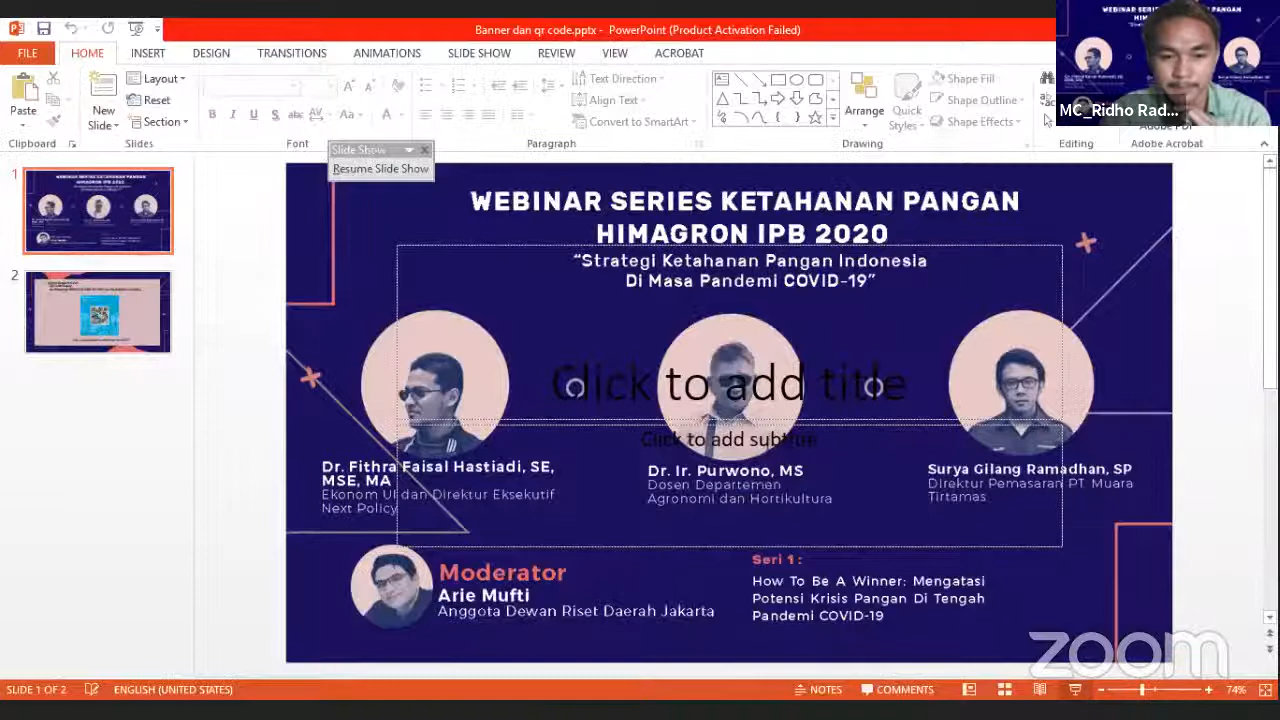 Banner dan qr code.pptx - PowerPoint (Product Activation Failed)
FILE HOME INSERT DESIGN TRANSITIONS ANIMATIONS SLIDE SHOW REVIEW VIEW ACROBAT
Paste
New
Slide
Layout
Reset
Section
Text Direction
Align Text
Convert to SmartArt
Arrange
Quick
Styles
Shape Fill
Shape Outline
Shape Effects
Adobe PDF
Clipboard Slides Font Paragraph Drawing Editing Adobe Acrobat
MC_Ridho Rad...
Slide Show
Resume Slide Show
1
2
WEBINAR SERIES KETAHANAN PANGAN
HIMAGRON IPB 2020
“Strategi Ketahanan Pangan Indonesia
Di Masa Pandemi COVID-19”
Click to add title
Click to add subtitle
Dr. Fithra Faisal Hastiadi, SE,
MSE, MA
Ekonom UI dan Direktur Eksekutif
Next Policy
Dr. Ir. Purwono, MS
Dosen Departemen
Agronomi dan Hortikultura
Surya Gilang Ramadhan, SP
Direktur Pemasaran PT. Muara
Tirtamas
Moderator
Arie Mufti
Anggota Dewan Riset Daerah Jakarta
Seri 1 :
How To Be A Winner: Mengatasi
Potensi Krisis Pangan Di Tengah
Pandemi COVID-19
zoom
SLIDE 1 OF 2 ENGLISH (UNITED STATES) NOTES COMMENTS 74%